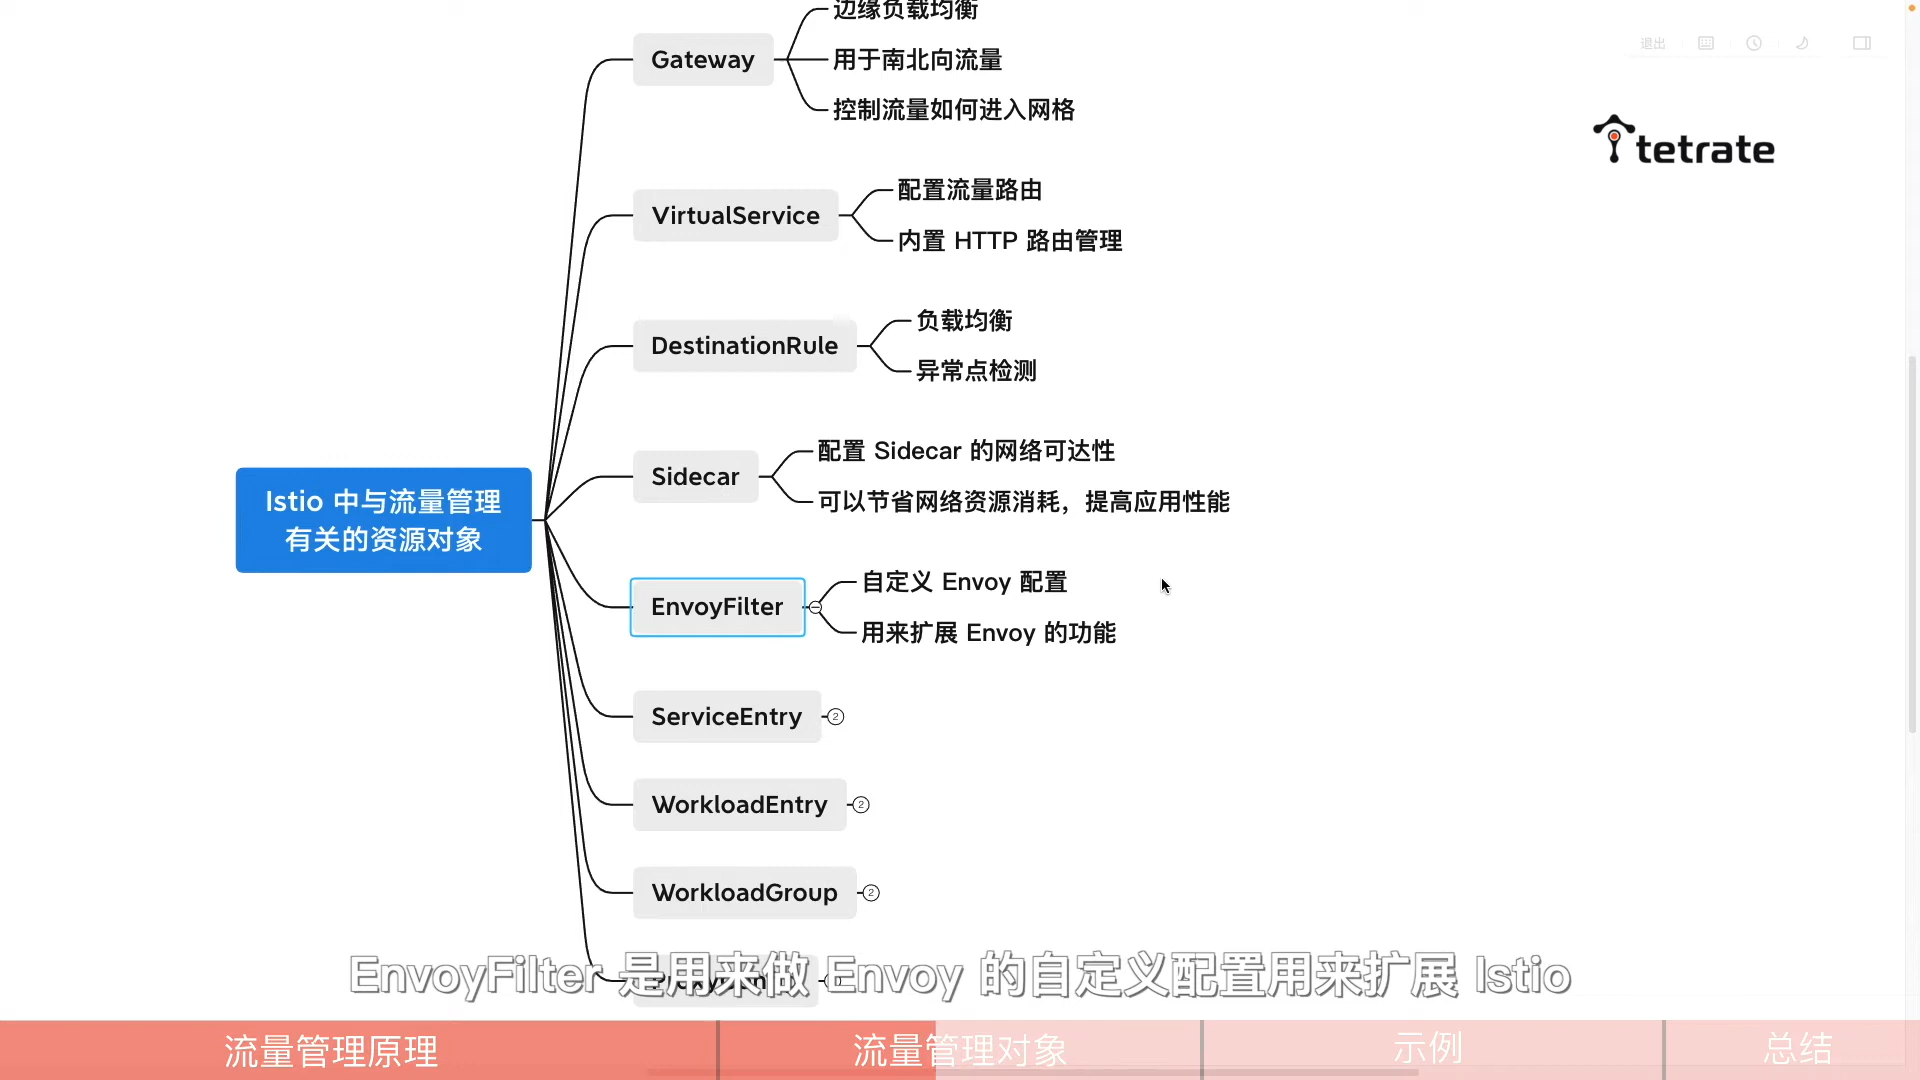 边缘负载均衡
Gateway
用于南北向流量
控制流量如何进入网格
退出
tetrate
配置流量路由
VirtualService
内置 HTTP 路由管理
负载均衡
DestinationRule
异常点检测
配置 Sidecar 的网络可达性
Sidecar
可以节省网络资源消耗，提高应用性能
Istio 中与流量管理
有关的资源对象
自定义 Envoy 配置
EnvoyFilter
用来扩展 Envoy 的功能
ServiceEntry
2
WorkloadEntry
2
WorkloadGroup
2
EnvoyFilter 是用来做 Envoy 的自定义配置用来扩展 Istio
流量管理原理
流量管理对象
示例
总结